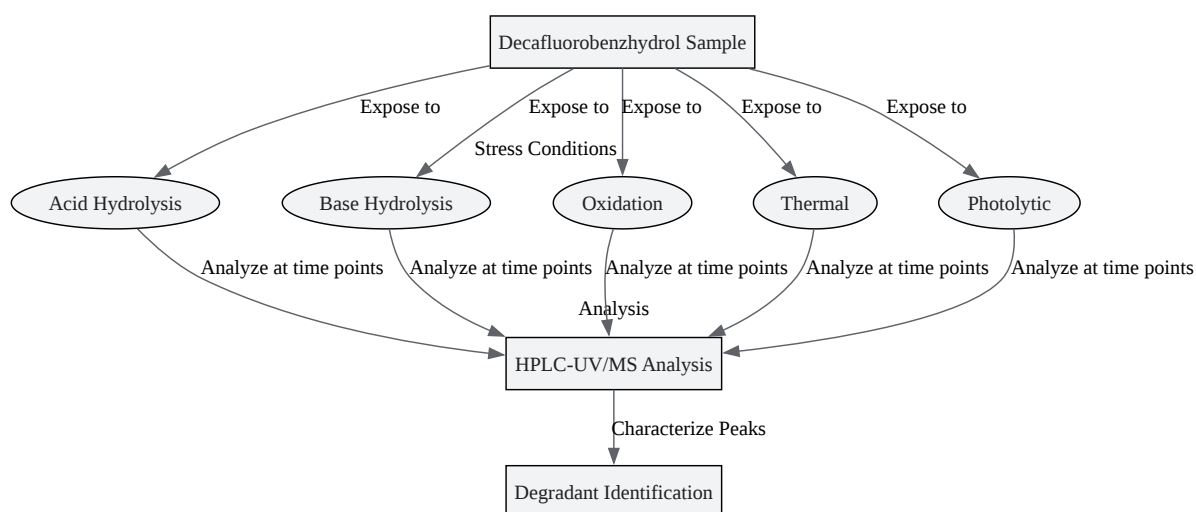 Decafluorobenzhydrol Sample
Expose to
Expose to
Expose to
Expose to
Expose to
Stress Conditions
Acid Hydrolysis
Base Hydrolysis
Oxidation
Thermal
Photolytic
Analyze at time points
Analyze at time points
Analyze at time points
Analyze at time points
Analyze at time points
Analysis
HPLC-UV/MS Analysis
Characterize Peaks
Degradant Identification